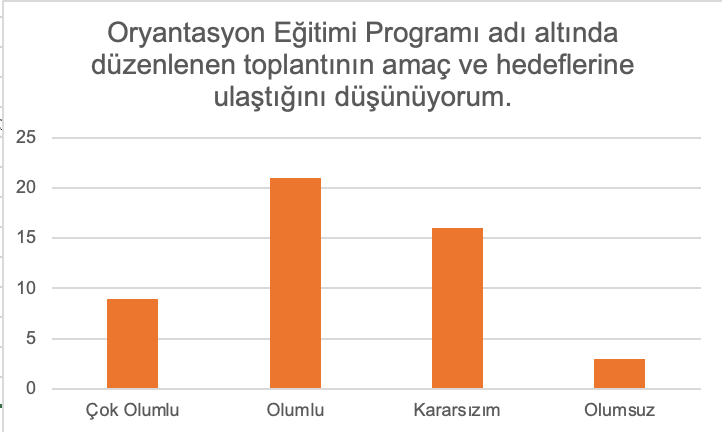 Oryantasyon Eğitimi Programı adı altında
düzenlenen toplantının amaç ve hedeflerine
ulaştığını düşünüyorum.
25
20
15
10
5
0
Çok Olumlu Olumlu Kararsızım Olumsuz